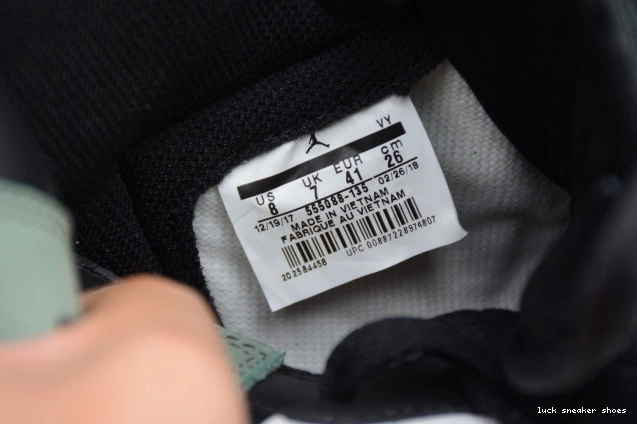 VY
US UK EUR cm
8 7 41 26
12/19/17 555088-135 02/26/18
MADE IN VIETNAM
FABRIQUE AU VIETNAM
202584458 UPC 00887228974807
luck sneaker shoes